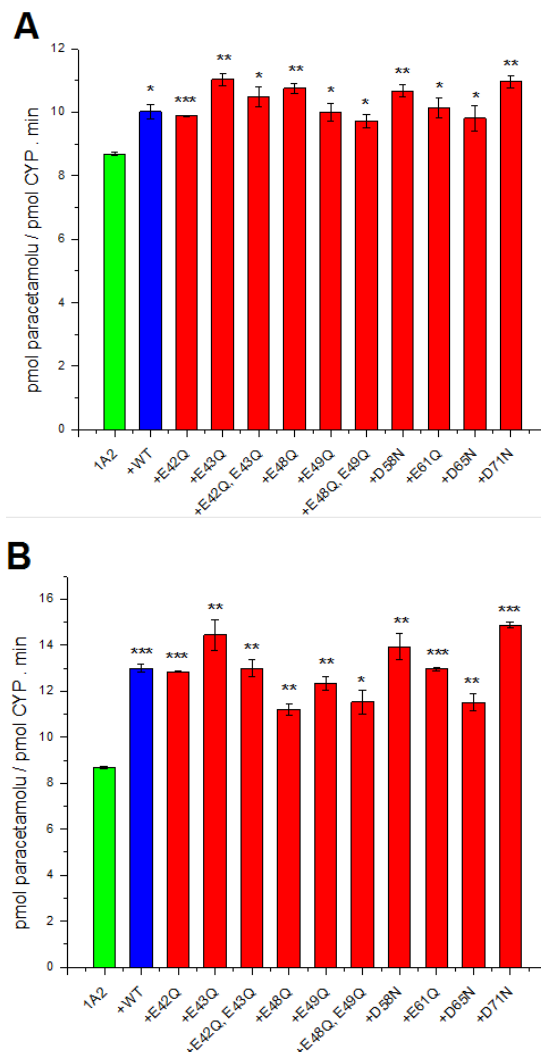 A
12
10
8
6
4
2
0
pmol paracetamolu / pmol CYP . min
* *** ** * ** * * ** * * **
1A2
+WT
+E42Q
+E43Q
+E42Q, E43Q
+E48Q
+E49Q
+E48Q, E49Q
+D58N
+E61Q
+D65N
+D71N
B
16
14
12
10
8
6
4
2
0
pmol paracetamolu / pmol CYP . min
*** *** ** ** ** ** * ** *** ** ***
1A2
+WT
+E42Q
+E43Q
+E42Q, E43Q
+E48Q
+E49Q
+E48Q, E49Q
+D58N
+E61Q
+D65N
+D71N